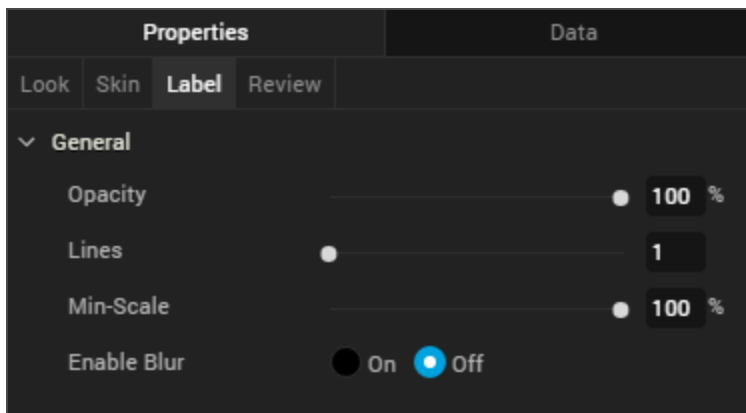 Properties Data
Look Skin Label Review
General
Opacity 100 %
Lines 1
Min-Scale 100 %
Enable Blur On Off